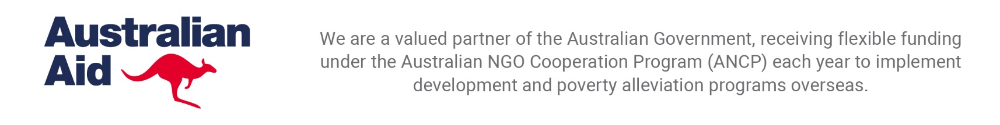 Australian
Aid
We are a valued partner of the Australian Government, receiving flexible funding
under the Australian NGO Cooperation Program (ANCP) each year to implement
development and poverty alleviation programs overseas.